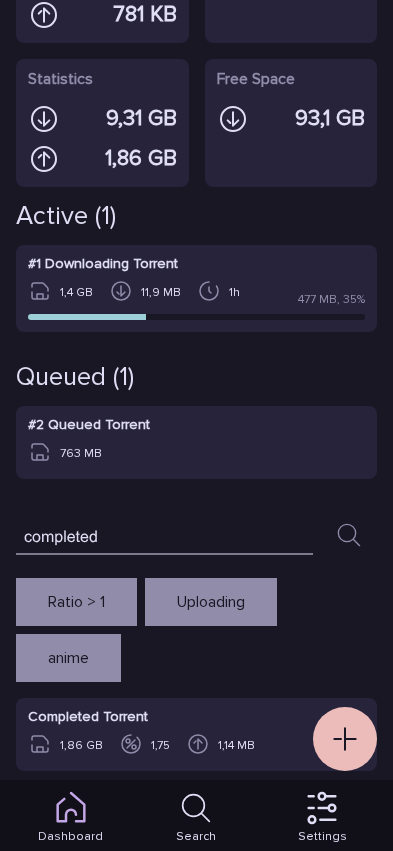 781 KB
Statistics
Free Space
9,31 GB
93,1 GB
1,86 GB
Active (1)
#1 Downloading Torrent
1,4 GB 11,9 MB 1h 477 MB, 35%
Queued (1)
#2 Queued Torrent
763 MB
completed
Ratio > 1 Uploading
anime
Completed Torrent
1,86 GB 1,75 1,14 MB
Dashboard Search Settings